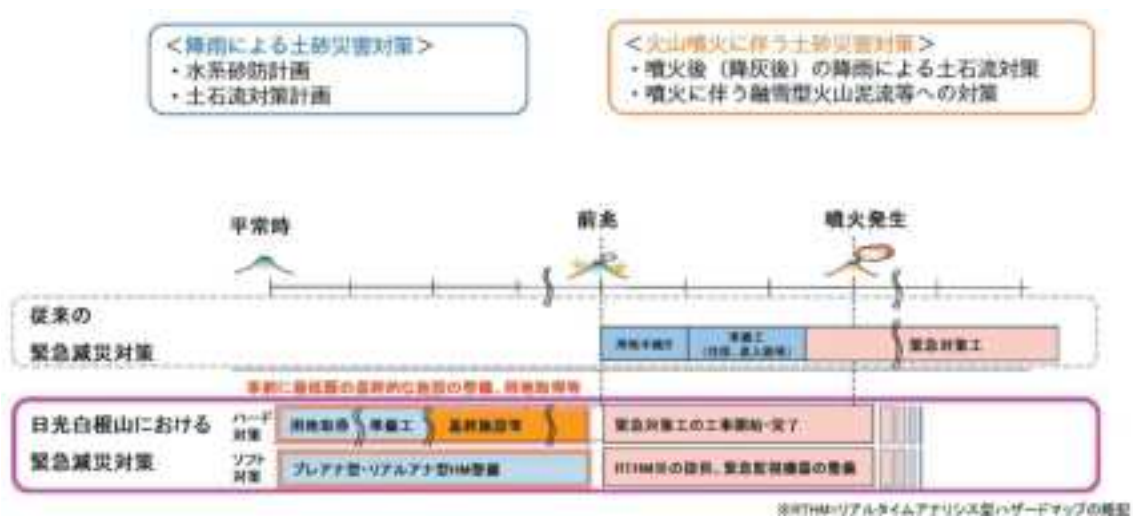 ＜降雨による土砂災害対策＞
・水系砂防計画
・土石流対策計画
＜火山噴火に伴う土砂災害対策＞
・噴火後（降灰後）の降雨による土石流対策
・噴火に伴う融雪型火山泥流等への対策
平常時
前兆
噴火発生
従来の
緊急減災対策
用地手続き
準備工
緊急対策工
事前に最低限の基幹的な施設の整備、用地取得等
日光白根山における
緊急減災対策
ハード
対策
用地取得
準備工
基幹施設等
緊急対策工の工事開始・完了
ソフト
対策
プレアナ型・リアルアナ型HM整備
緊急監視機器の整備
※RTHM=リアルタイムアナリシス型ハザードマップの略記